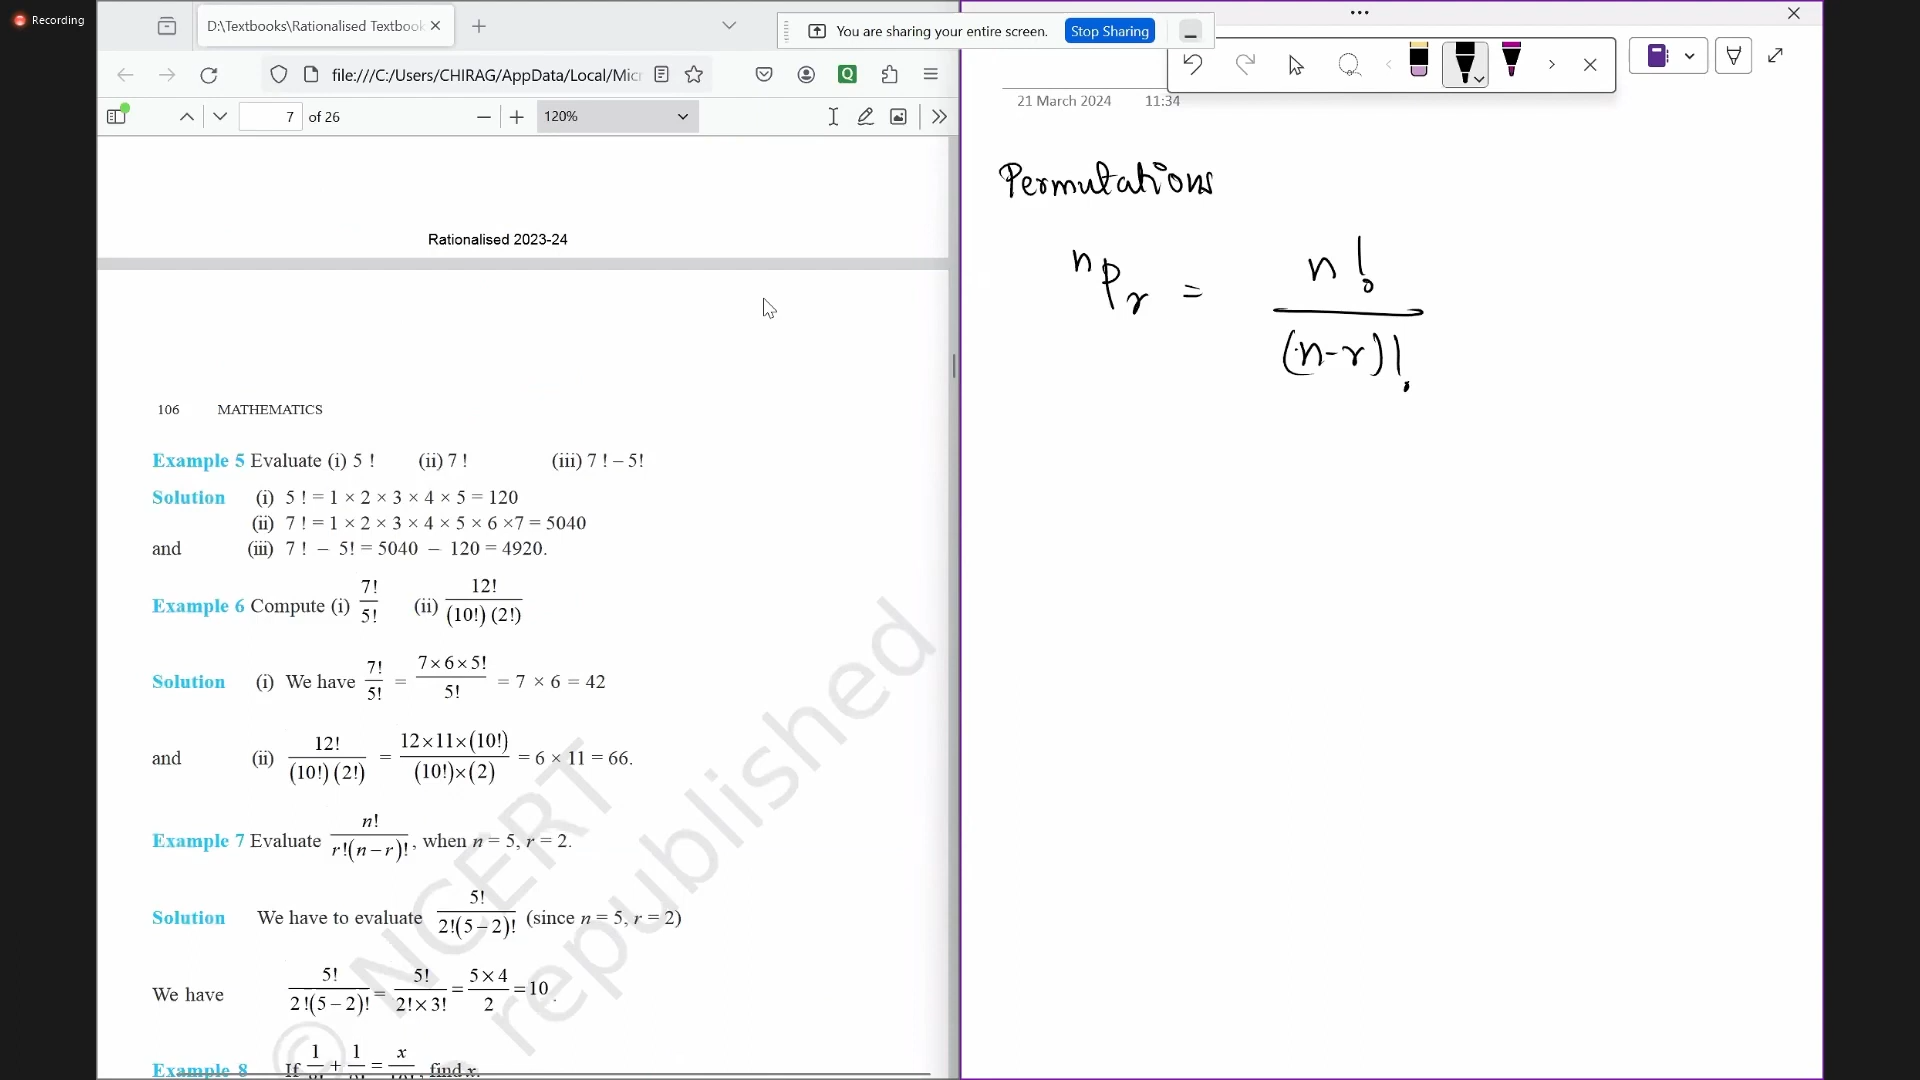 Recording
D:\Textbooks\Rationalised Textbook
You are sharing your entire screen.
Stop Sharing
file:///C:/Users/CHIRAG/AppData/Local/Mic
7 of 26
120%
Rationalised 2023-24
106 MATHEMATICS
Example 5 Evaluate (i) 5 ! (ii) 7 ! (iii) 7 ! – 5!
Solution (i) 5 ! = 1 × 2 × 3 × 4 × 5 = 120
(ii) 7 ! = 1 × 2 × 3 × 4 × 5 × 6 ×7 = 5040
and (iii) 7 ! – 5! = 5040 – 120 = 4920.
Example 6 Compute (i) 7!/5! (ii) 12!/(10!) (2!)
Solution (i) We have 7!/5! = 7×6×5!/5! = 7 × 6 = 42
and (ii) 12!/(10!) (2!) = 12×11×(10!)/(10!)×(2) = 6 × 11 = 66.
Example 7 Evaluate n!/r!(n−r)!, when n = 5, r = 2.
Solution We have to evaluate 5!/2!(5−2)! (since n = 5, r = 2)
We have 5!/2!(5−2)! = 5!/2!×3! = 5×4/2 = 10.
Example 8 If 1 + 1 = x , find x.
© NCERT
republished
21 March 2024 11:34
Permutations
nPr = n!/(n-r)!